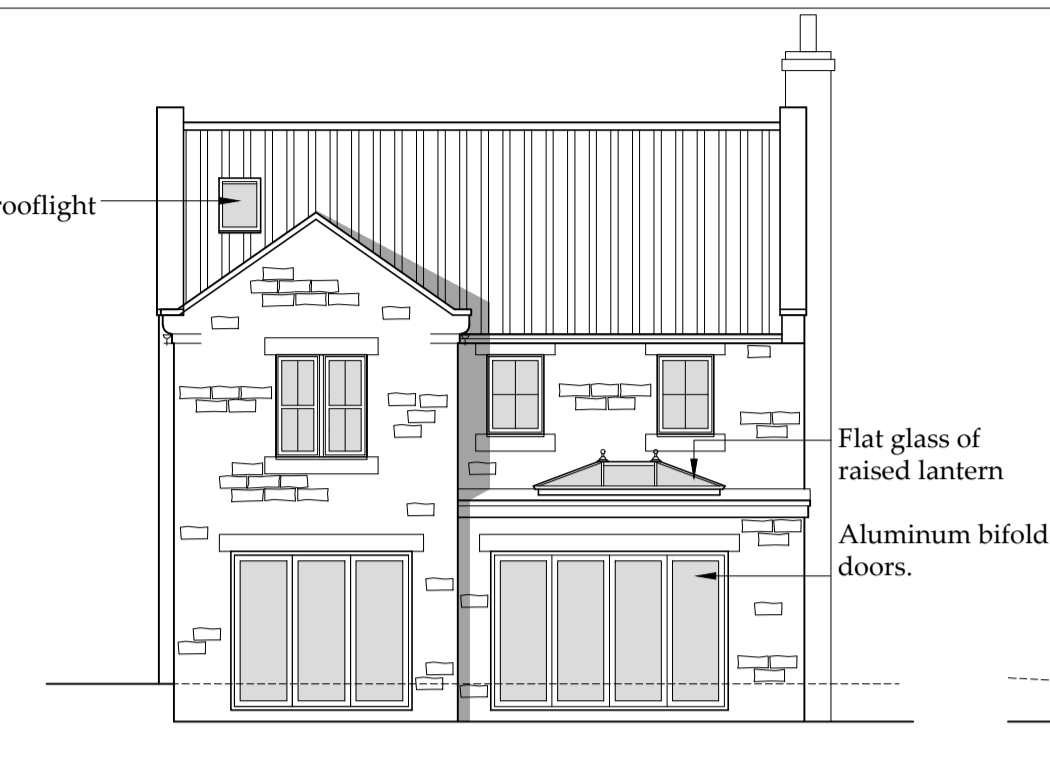 rooflight
Flat glass of
raised lantern
Aluminum bifold
doors.